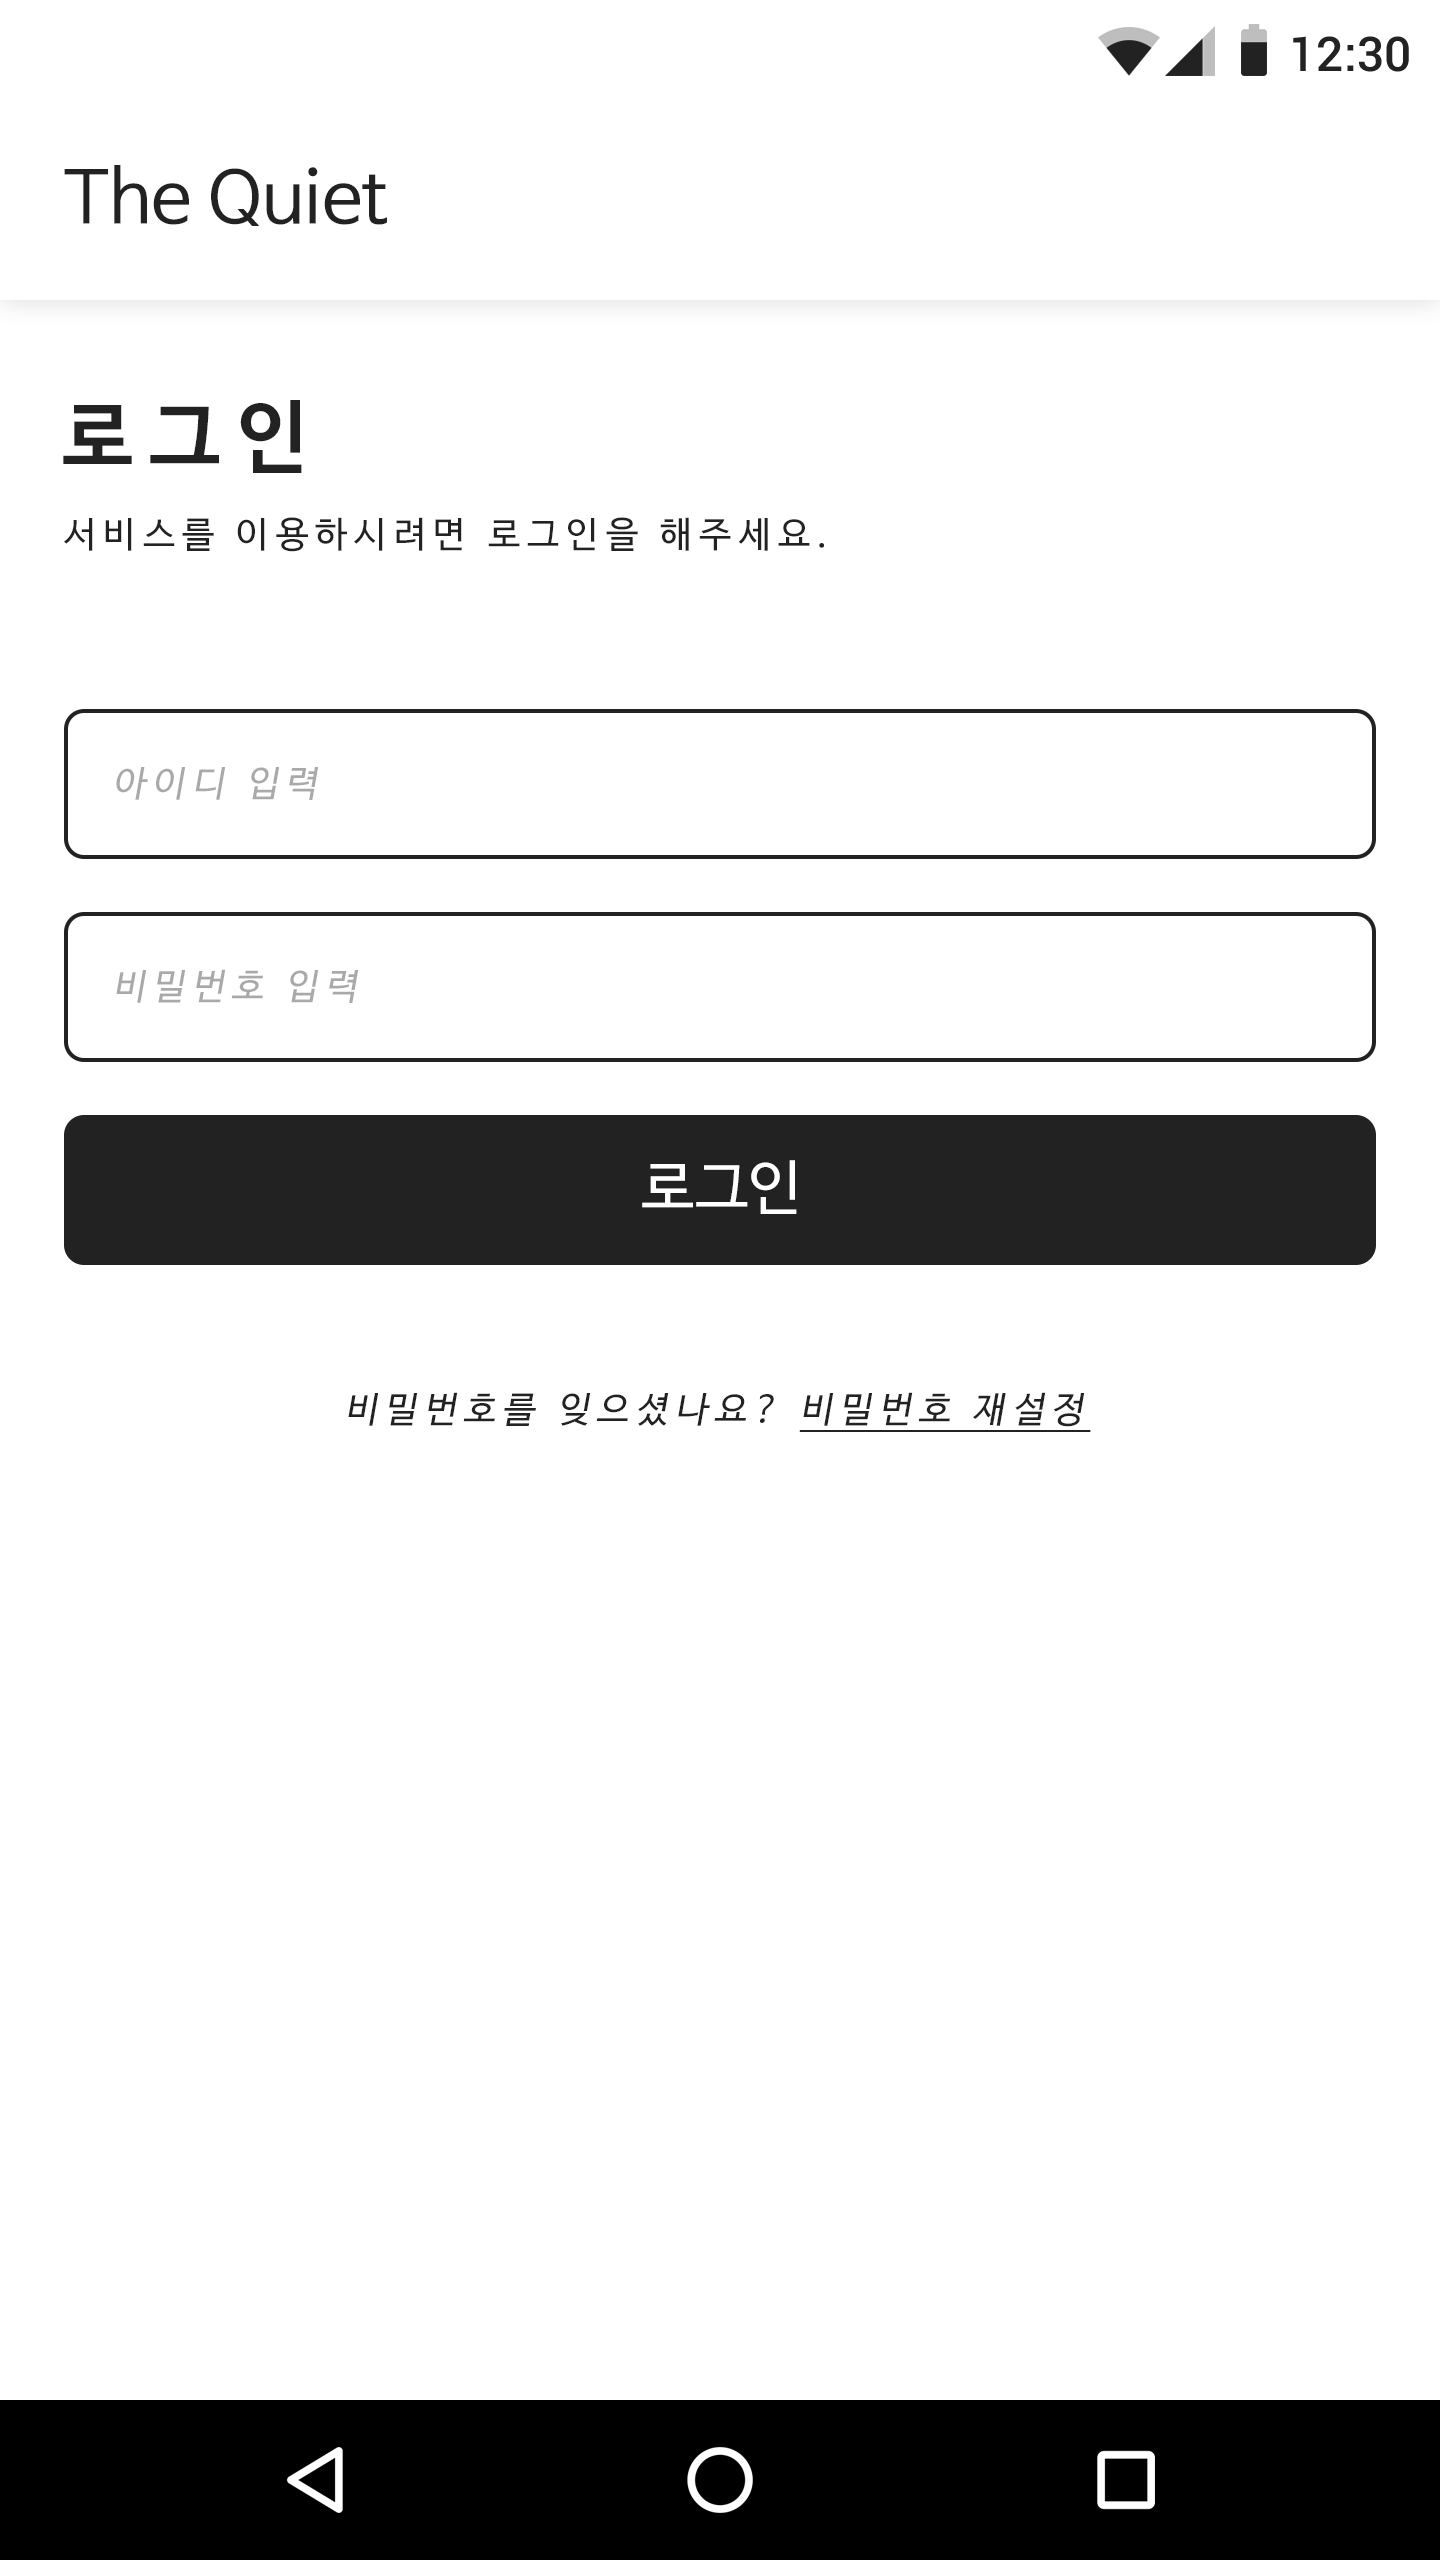 12:30
The Quiet
로그인
서비스를 이용하시려면 로그인을 해주세요.
아이디 입력
비밀번호 입력
로그인
비밀번호를 잊으셨나요? 비밀번호 재설정